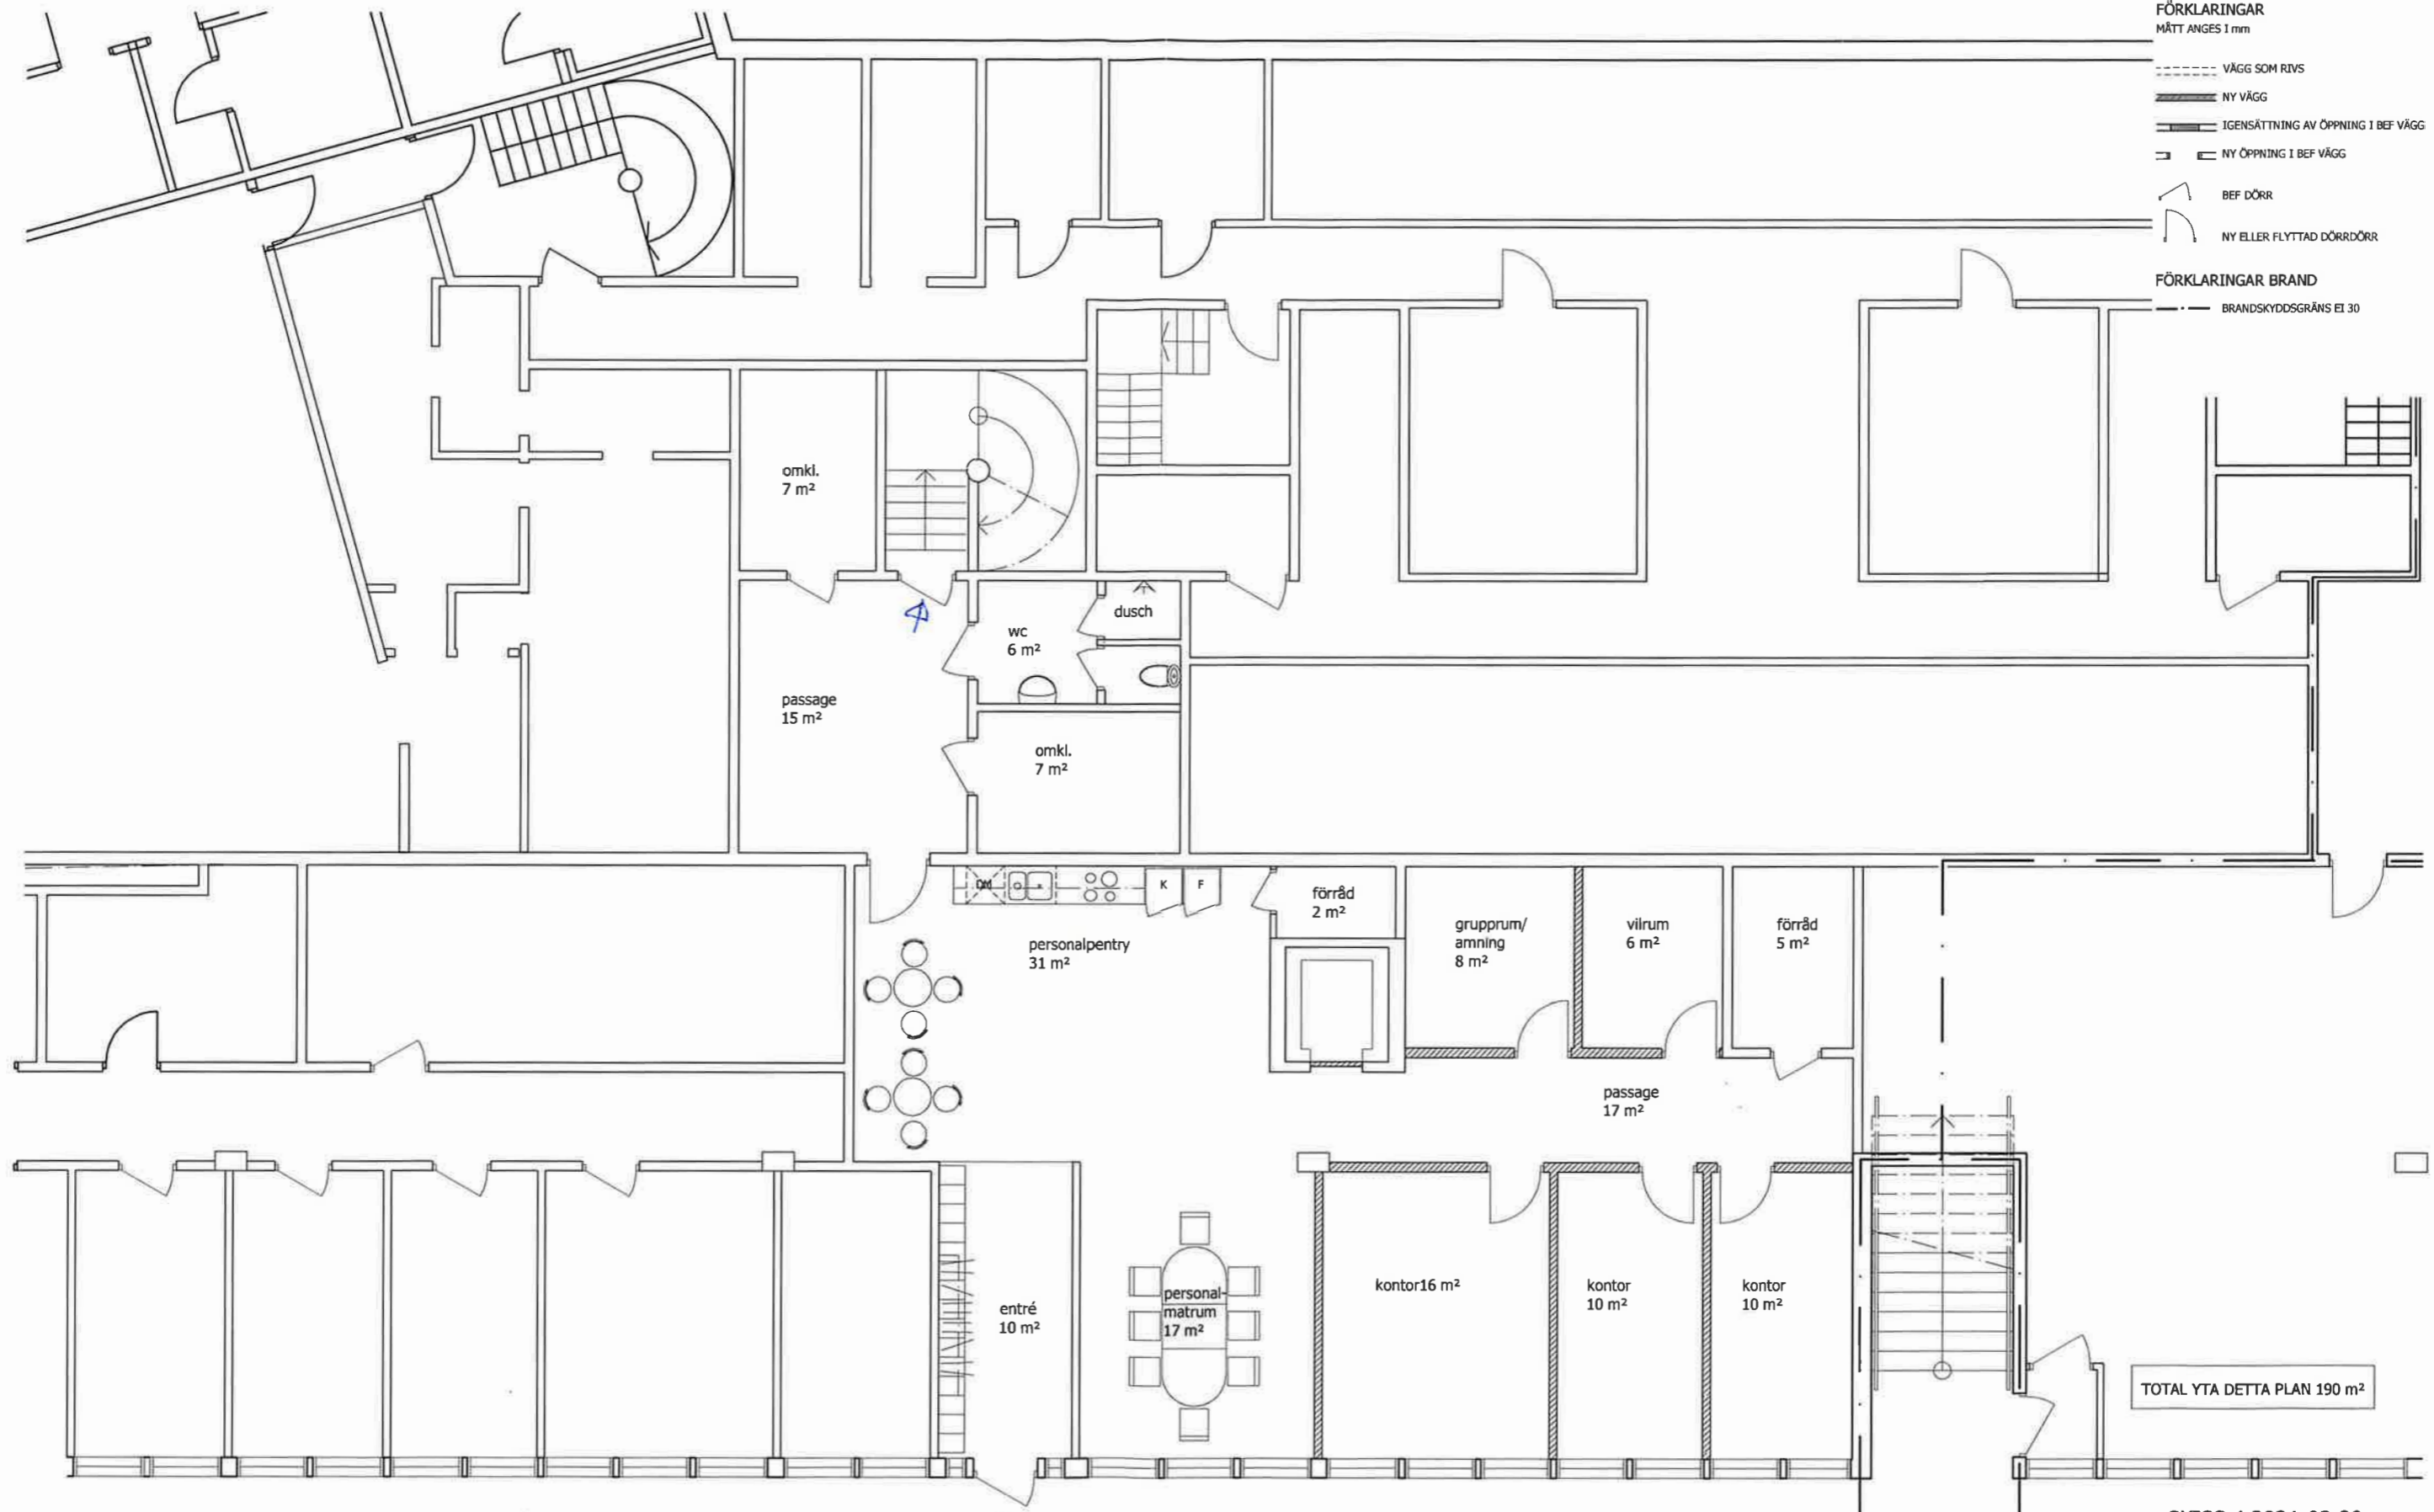 FÖRKLARINGAR
MÅTT ANGES I mm
VÄGG SOM RIVS
NY VÄGG
IGENSÄTTNING AV ÖPPNING I BEF VÄGG
NY ÖPPNING I BEF VÄGG
BEF DÖRR
NY ELLER FLYTTAD DÖRRDÖRR
FÖRKLARINGAR BRAND
BRANDSKYDDSGRÄNS EI 30
omkl.
7 m²
dusch
wc
6 m²
passage
15 m²
omkl.
7 m²
DM
K
F
förråd
2 m²
grupprum/
amning
8 m²
vilrum
6 m²
förråd
5 m²
personalpentry
31 m²
passage
17 m²
entré
10 m²
personal-
matrum
17 m²
kontor16 m²
kontor
10 m²
kontor
10 m²
TOTAL YTA DETTA PLAN 190 m²